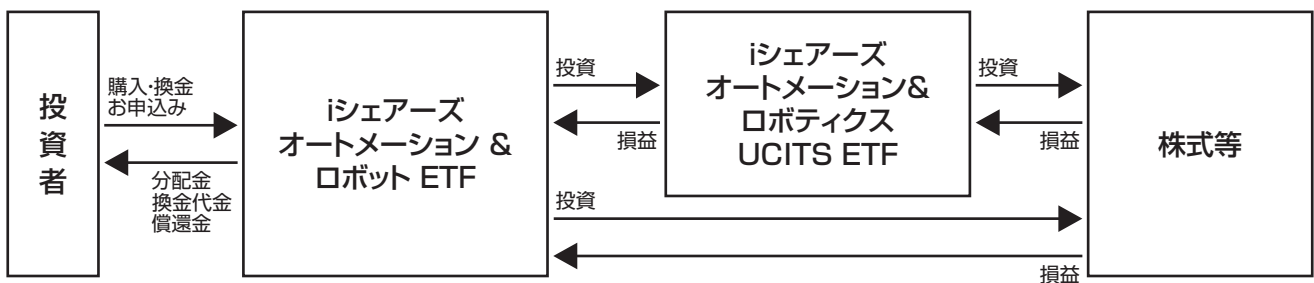 投資者
購入・換金
お申込み
分配金
換金代金
償還金
iシェアーズ
オートメーション &
ロボット ETF
投資
損益
iシェアーズ
オートメーション&
ロボティクス
UCITS ETF
投資
損益
投資
損益
株式等